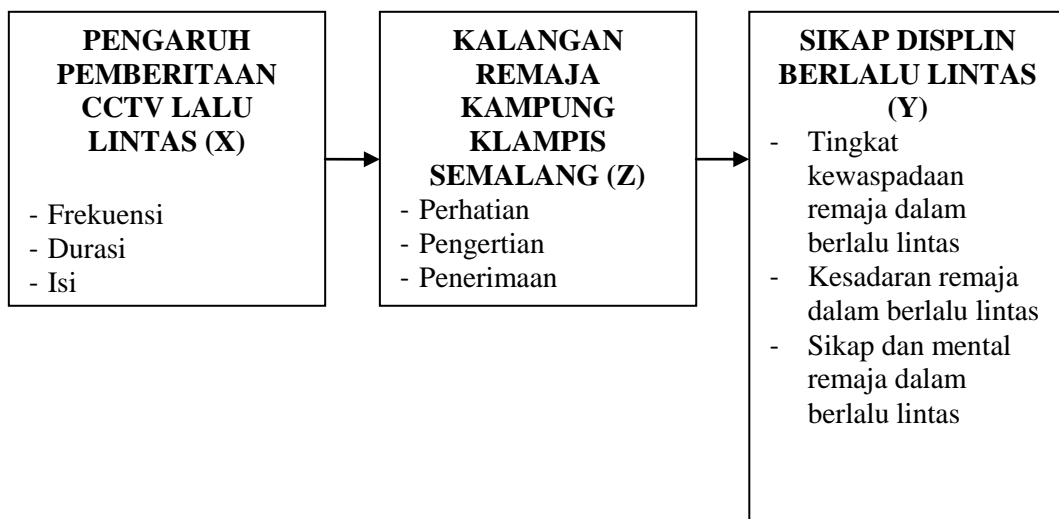 PENGARUH
PEMBERITAAN
CCTV LALU
LINTAS (X)
- Frekuensi
- Durasi
- Isi
KALANGAN
REMAJA
KAMPUNG
KLAMPIS
SEMALANG (Z)
- Perhatian
- Pengertian
- Penerimaan
SIKAP DISPLIN
BERLALU LINTAS
(Y)
- Tingkat
kewaspadaan
remaja dalam
berlalu lintas
- Kesadaran remaja
dalam berlalu lintas
- Sikap dan mental
remaja dalam
berlalu lintas